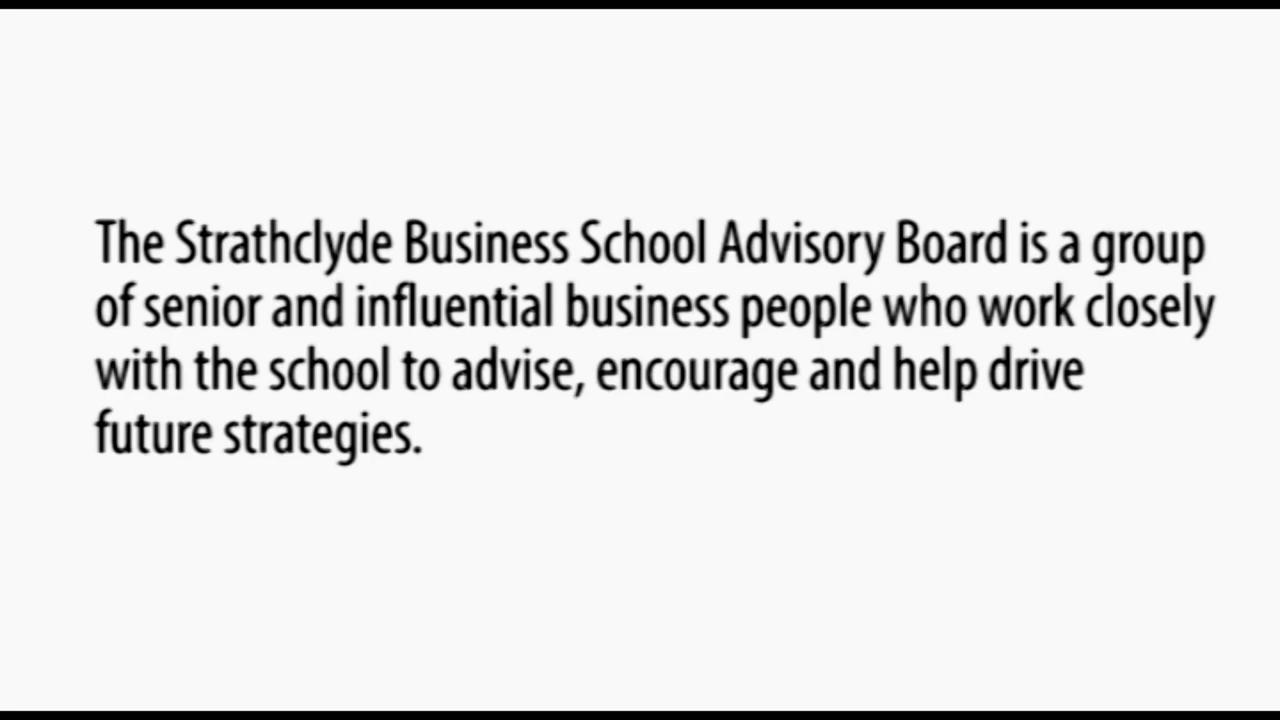 The Strathclyde Business School Advisory Board is a group
of senior and influential business people who work closely
with the school to advise, encourage and help drive
future strategies.